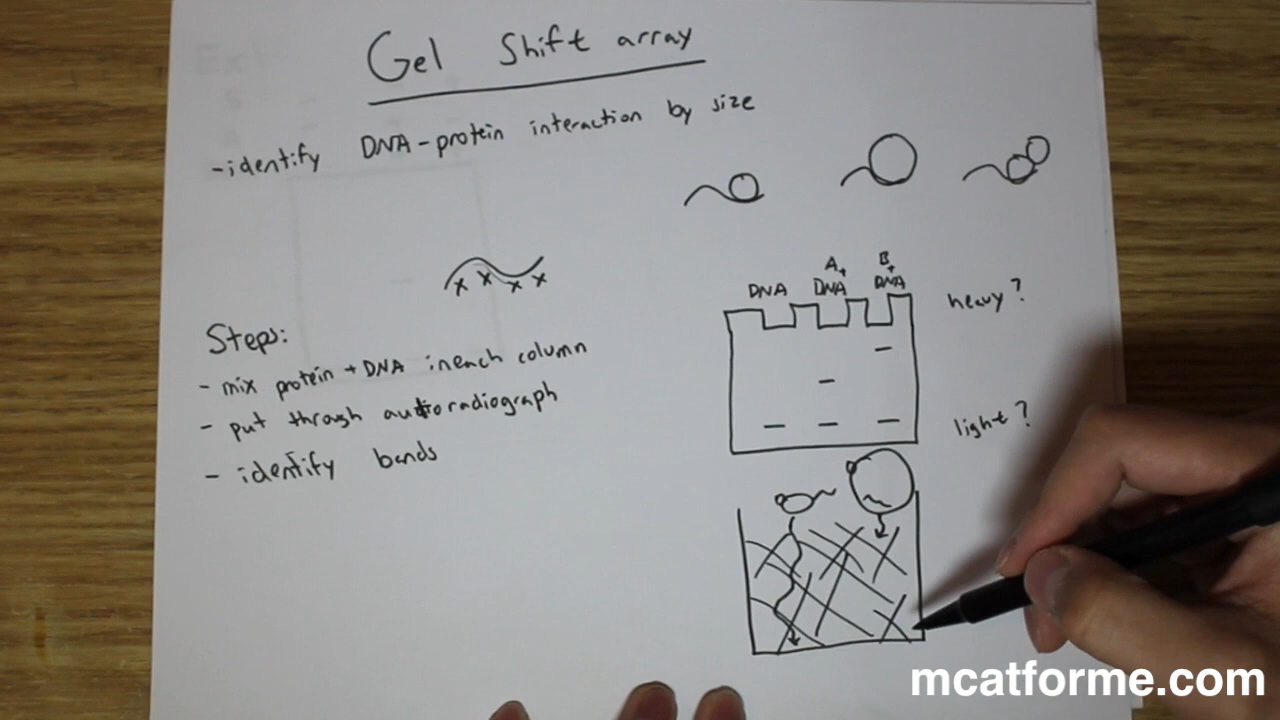 Gel Shift array
-identify DNA-protein interaction by size
DNA
A+
DNA
B
+
DNA
heavy?
Steps:
- mix protein + DNA in each column
- put through autoradiograph
- identify bands
light?
mcatforme.com